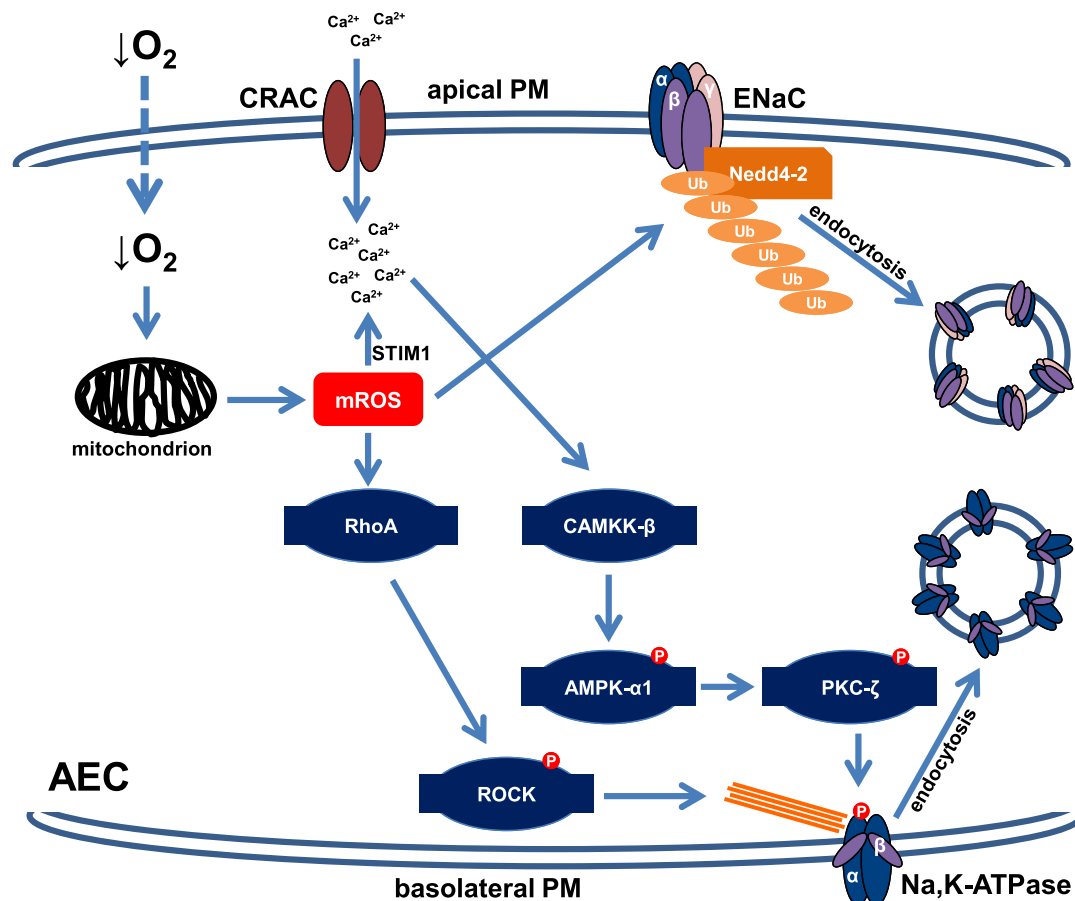 ↓O₂
Ca²⁺ Ca²⁺
Ca²⁺
CRAC
apical PM
α
β
γ
ENaC
Nedd4-2
Ub
Ub
Ub
Ub
Ub
Ub
endocytosis
↓O₂
Ca²⁺
Ca²⁺
Ca²⁺
Ca²⁺
Ca²⁺
Ca²⁺
STIM1
mROS
mitochondrion
RhoA
CAMKK-β
P
AMPK-α1
P
PKC-ζ
endocytosis
AEC
P
ROCK
P
α
β
basolateral PM
Na,K-ATPase